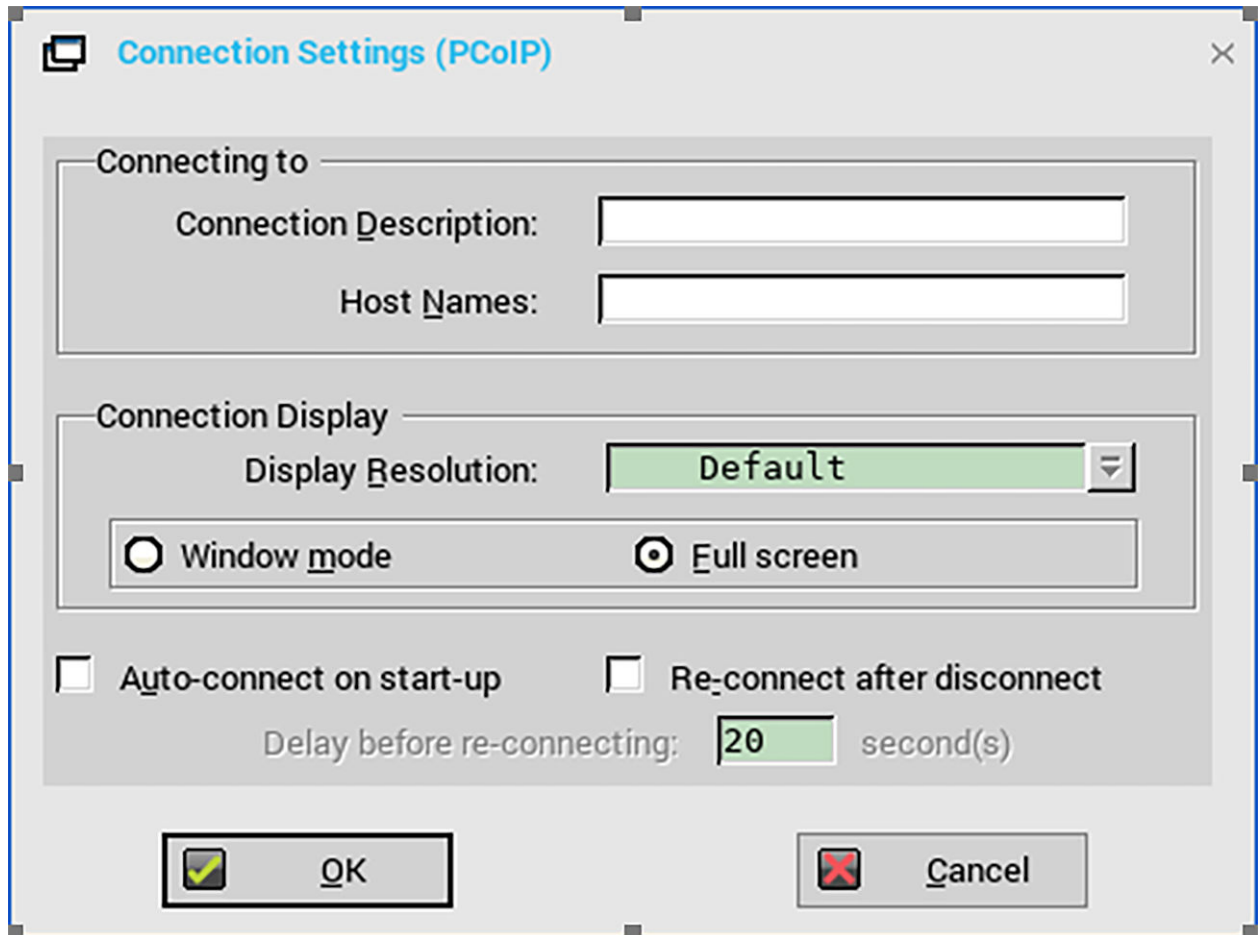 Connection Settings (PCoIP)
Connecting to
Connection Description:
Host Names:
Connection Display
Display Resolution: Default
Window mode Full screen
Auto-connect on start-up Re-connect after disconnect
Delay before re-connecting: 20 second(s)
OK Cancel